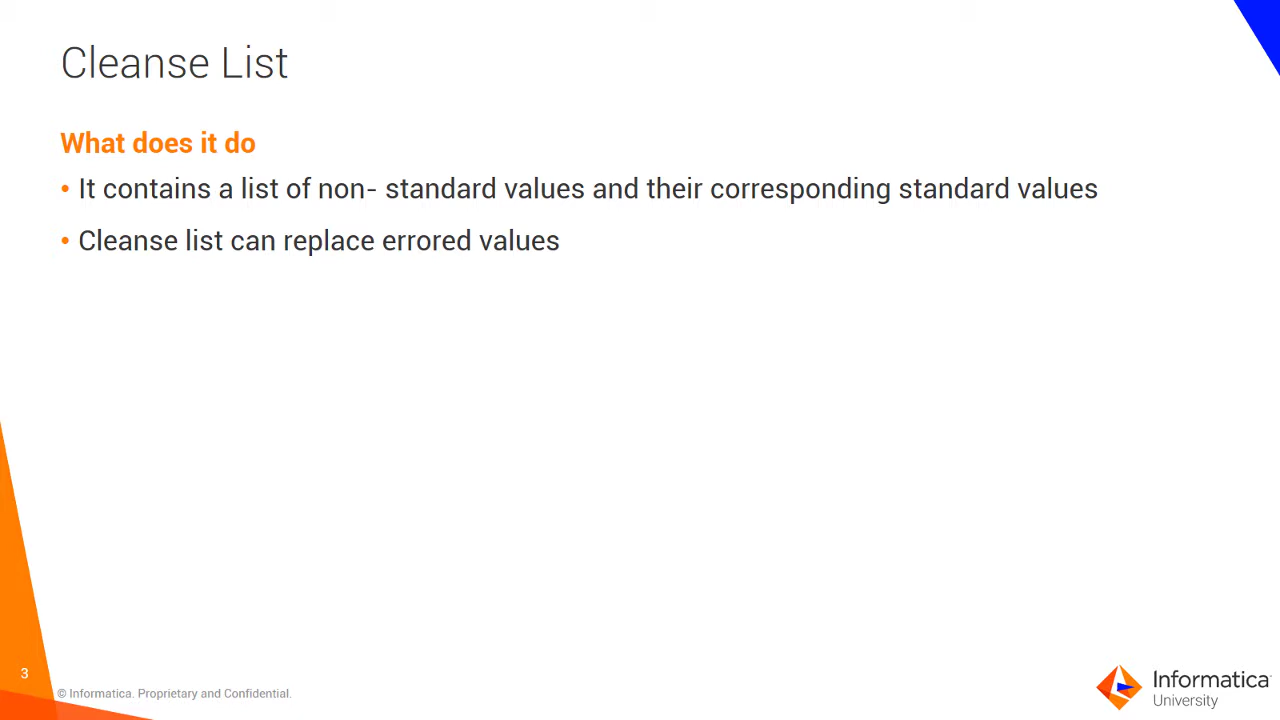 Cleanse List
What does it do
• It contains a list of non- standard values and their corresponding standard values
• Cleanse list can replace errored values
3
© Informatica. Proprietary and Confidential.
Informatica
University